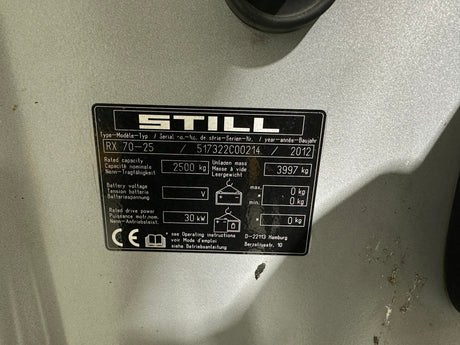 STILL
Type-Modèle-Typ / Serial -o.-No. de série-Serien-Nr. / year-année-Baujahr
RX 70-25 / 517322C00214 / 2012
Rated capacity
Capacité nominale
Nenn-Tragfähigkeit
2500 kg
Unladen mass
Masse à vide
Leergewicht
3997 kg
Battery voltage
Tension batterie
Batteriespannung
V
max. 0 kg
*
min. 0 kg
Rated drive power
Puissance motr.nom.
Nenn-Antriebsleist.
30 kW
* 0 kg
CE
* see Operating instructions
voir Mode d'emploi
siehe Betriebsanleitung
D-22113 Hamburg
Berzeliusstr. 10